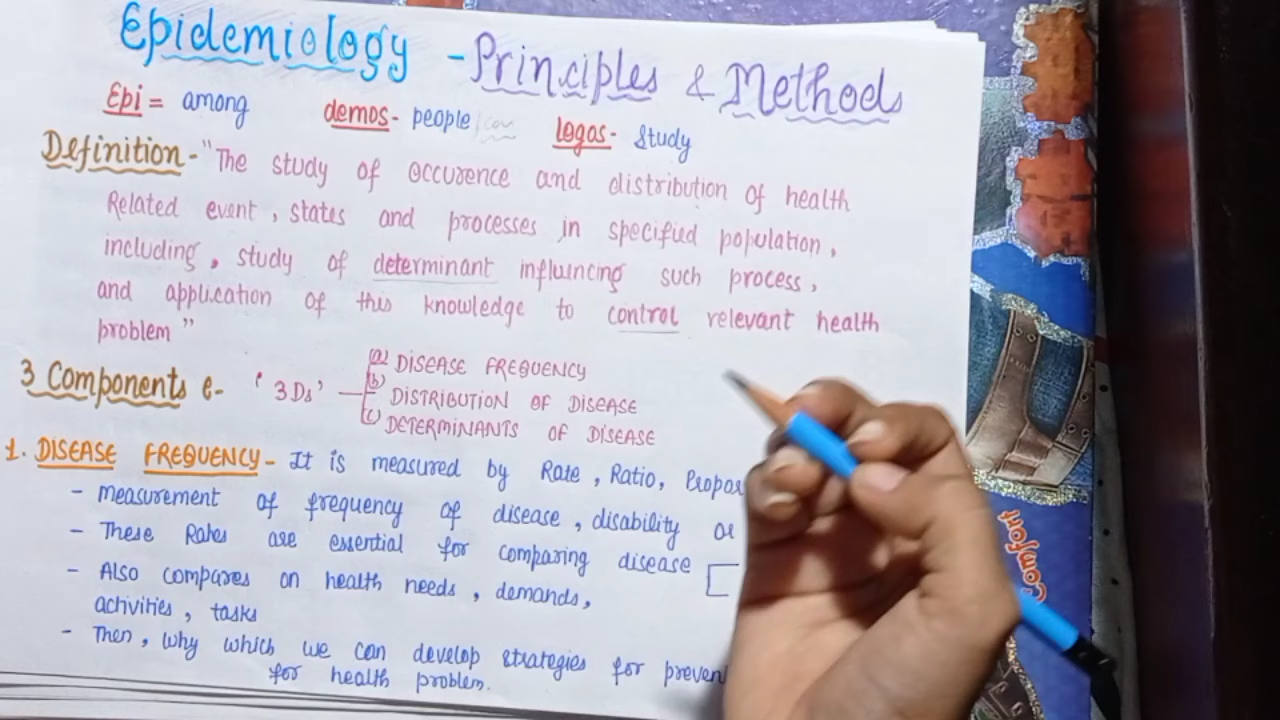 Epidemiology - Principles & Methods
Epi = among demos - people logos - Study
Definition - "The study of occurence and distribution of health
Related event, states and processes in specified population,
including, study of determinant influencing such process,
and application of this knowledge to control relevant health
problem"
3 Components :- '3Ds' (a) DISEASE FREQUENCY
(b) DISTRIBUTION OF DISEASE
(c) DETERMINANTS OF DISEASE
1. DISEASE FREQUENCY - It is measured by Rate, Ratio,
- Measurement of frequency of disease, disability or
- These Rates are essential for comparing disease
- Also compares on health needs, demands,
activities, tasks
- Then, why which we can develop strategies for
for health problem.
Comfort